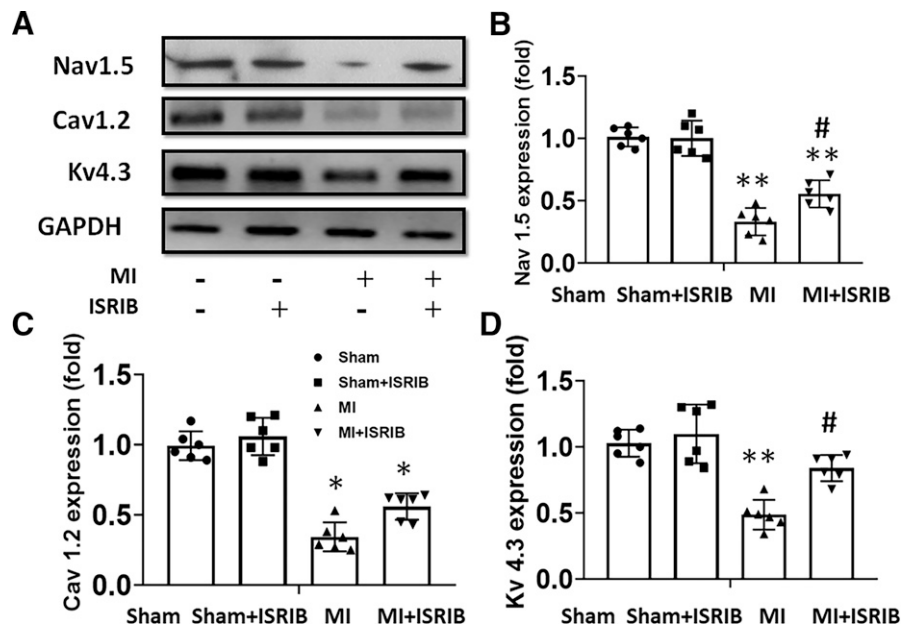 A
Nav1.5
Cav1.2
Kv4.3
GAPDH
MI - - + +
ISRIB - + - +
B
Nav 1.5 expression (fold)
1.5
1.0
0.5
0.0
**
#
**
Sham Sham+ISRIB MI MI+ISRIB
C
Cav 1.2 expression (fold)
1.5
1.0
0.5
0.0
Sham
Sham+ISRIB
MI
MI+ISRIB
*
*
Sham Sham+ISRIB MI MI+ISRIB
D
Kv 4.3 expression (fold)
1.5
1.0
0.5
0.0
**
#
Sham Sham+ISRIB MI MI+ISRIB